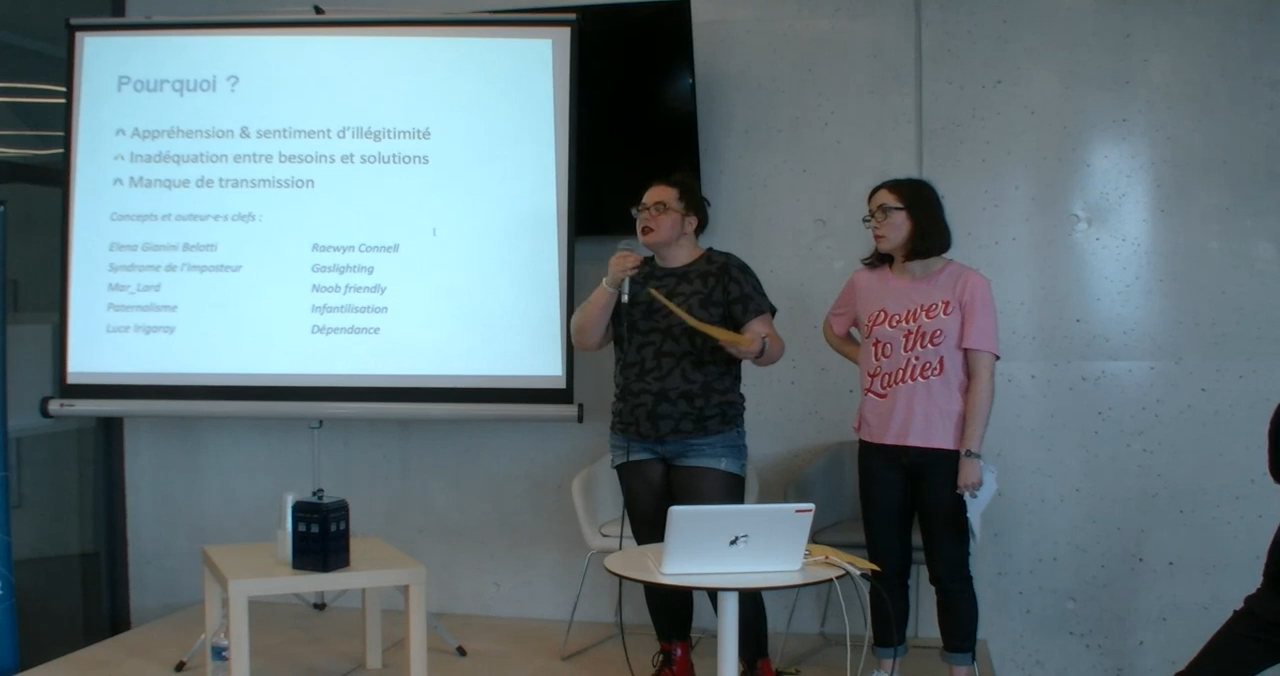 Pourquoi ?
Appréhension & sentiment d'illégitimité
Inadéquation entre besoins et solutions
Manque de transmission
Concepts et auteur·e·s clefs :
Elena Gianini Belotti
Syndrome de l'imposteur
Mar_Lard
Paternalisme
Luce Irigaray
Raewyn Connell
Gaslighting
Noob friendly
Infantilisation
Dépendance
Power
to the
Ladies